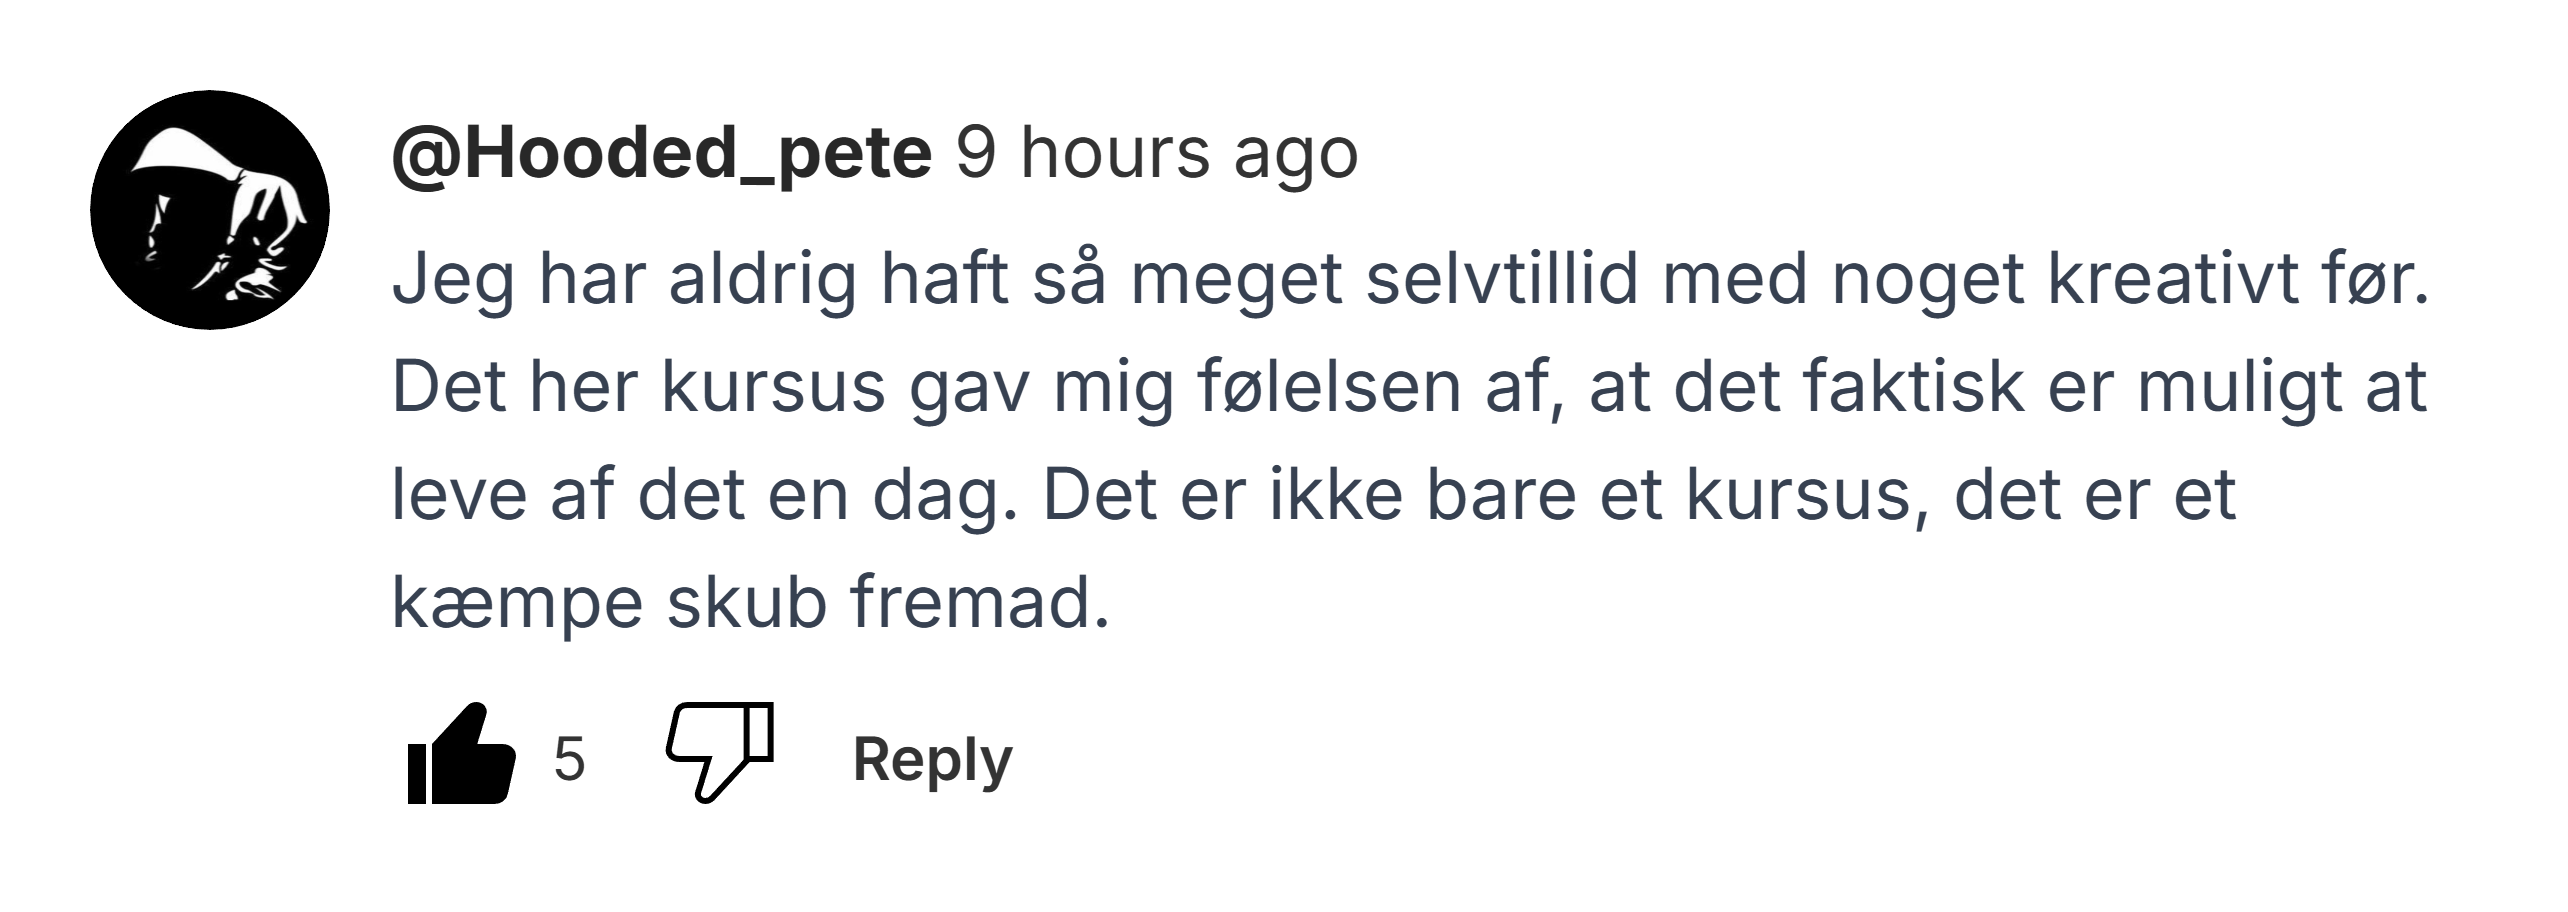 @Hooded_pete 9 hours ago
Jeg har aldrig haft så meget selvtillid med noget kreativt før.
Det her kursus gav mig følelsen af, at det faktisk er muligt at
leve af det en dag. Det er ikke bare et kursus, det er et
kæmpe skub fremad.
5 Reply